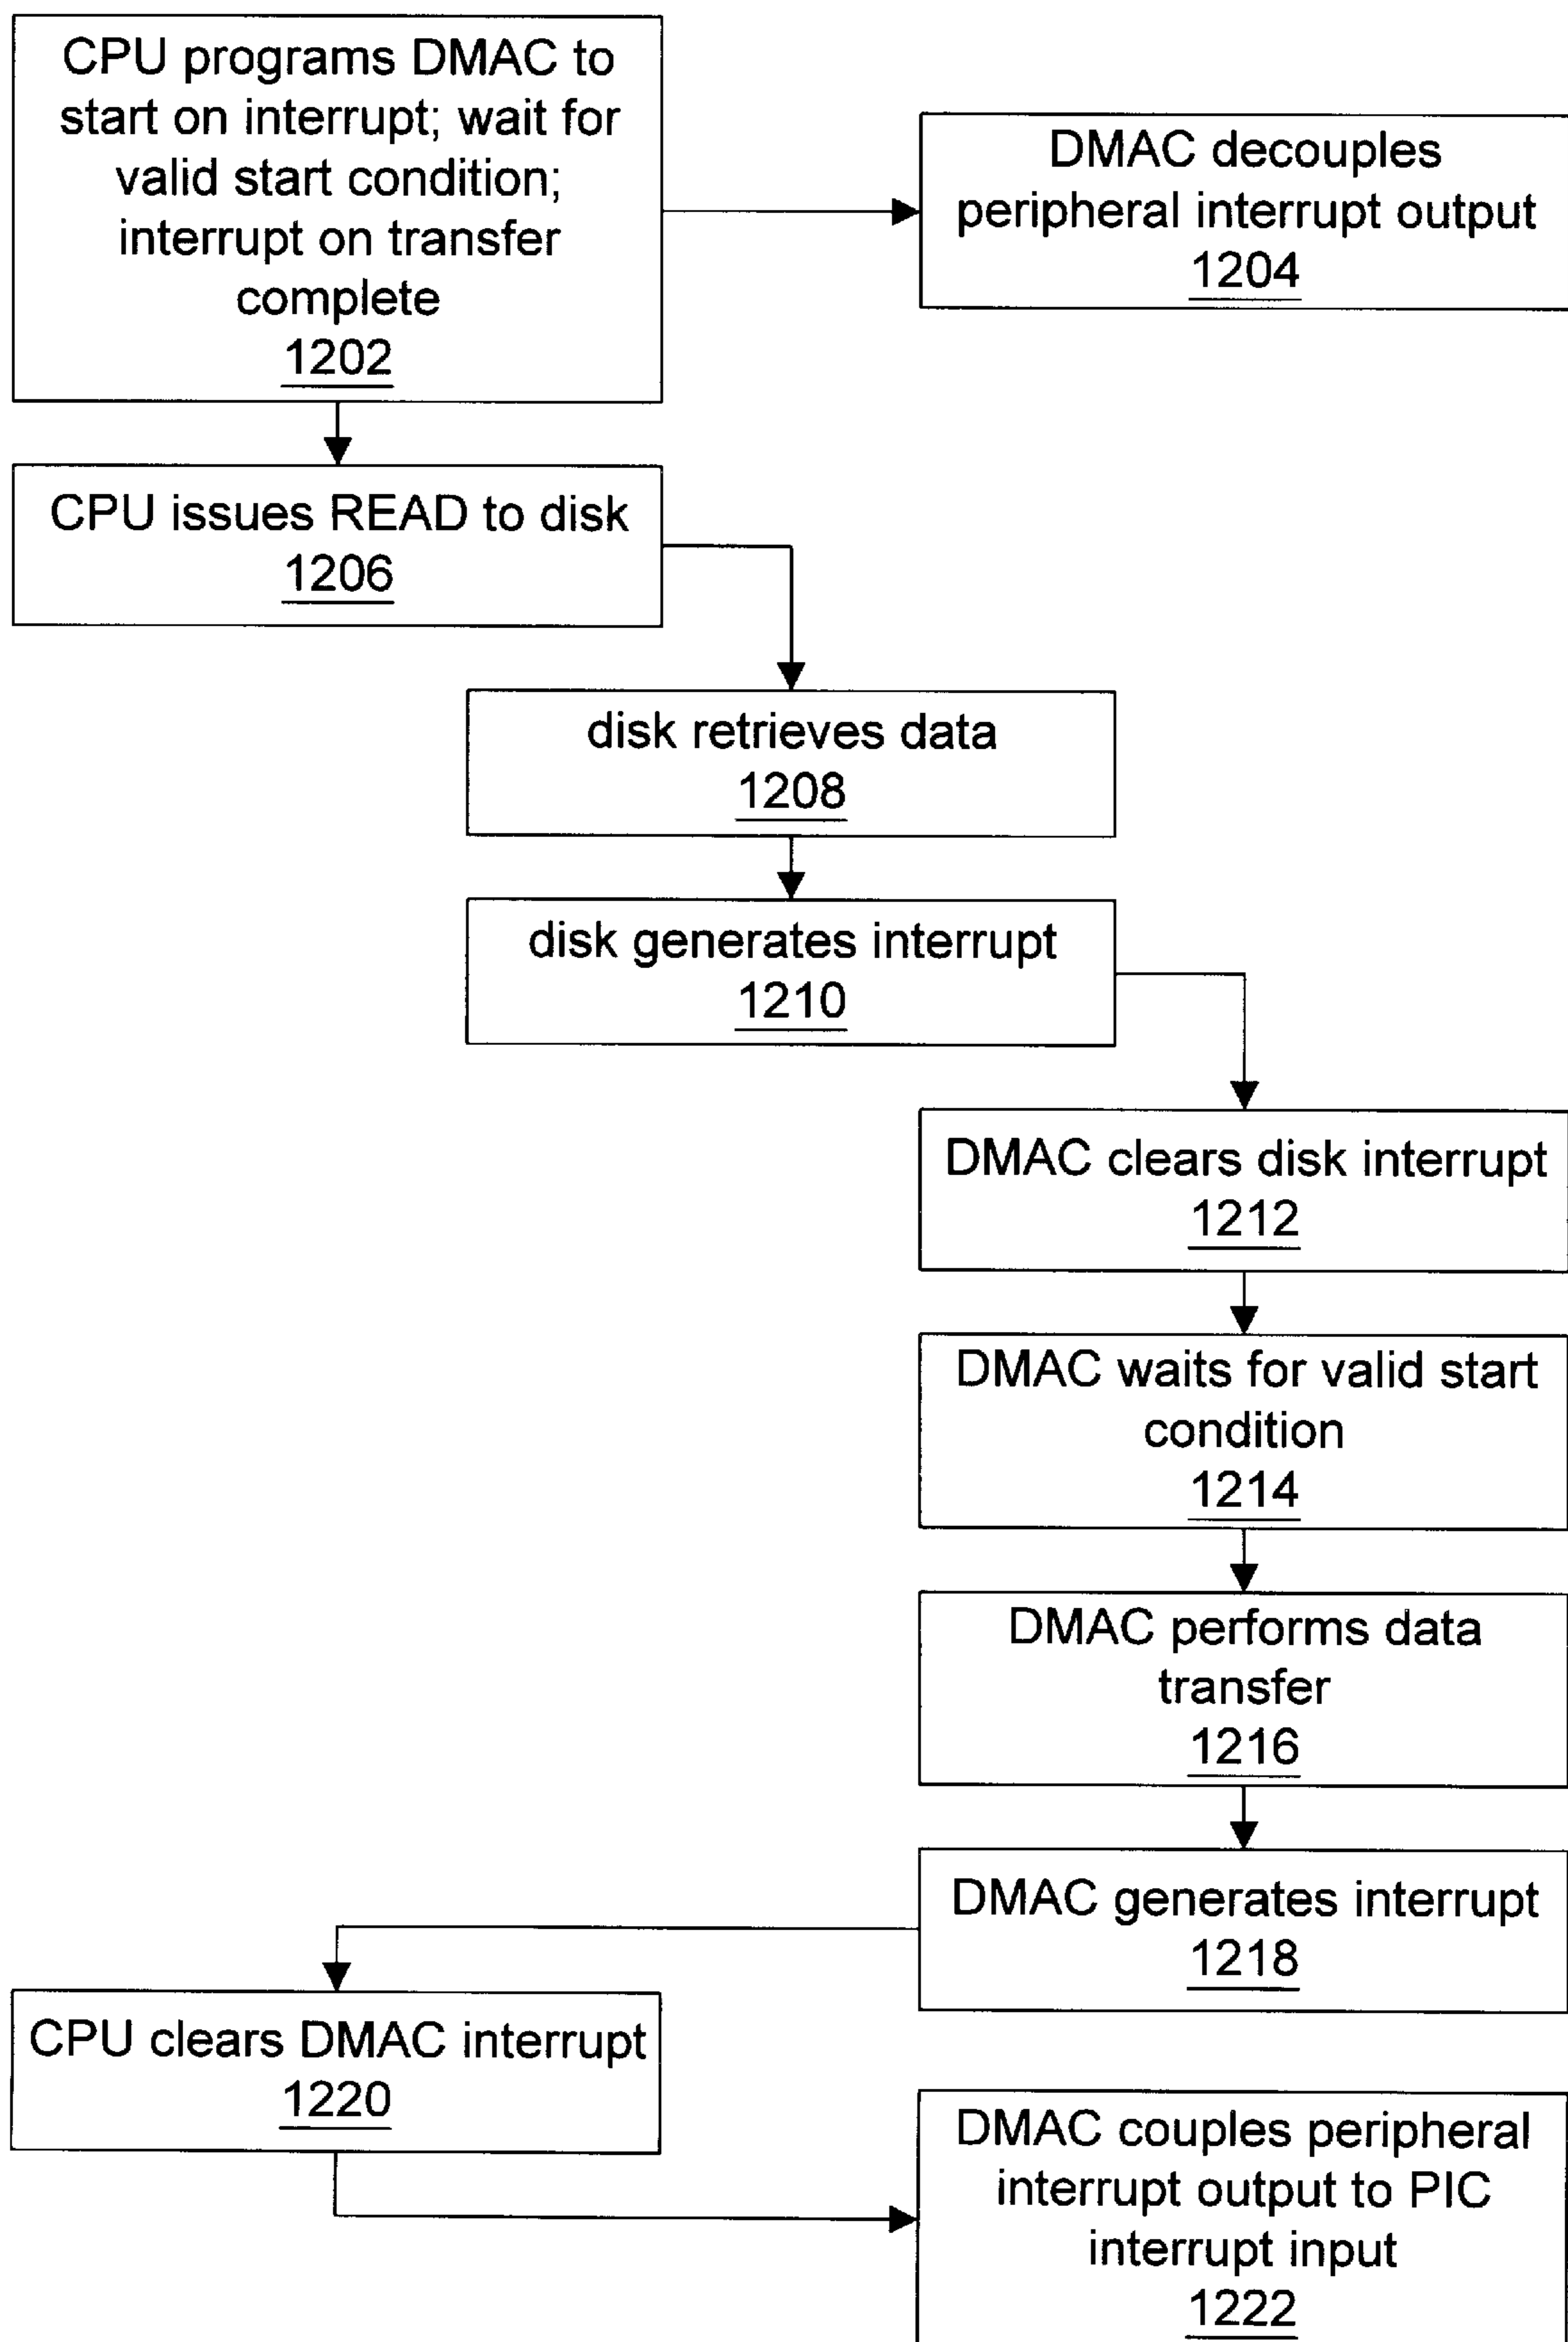 CPU programs DMAC to
start on interrupt; wait for
valid start condition;
interrupt on transfer
complete
1202
DMAC decouples
peripheral interrupt output
1204
CPU issues READ to disk
1206
disk retrieves data
1208
disk generates interrupt
1210
DMAC clears disk interrupt
1212
DMAC waits for valid start
condition
1214
DMAC performs data
transfer
1216
DMAC generates interrupt
1218
CPU clears DMAC interrupt
1220
DMAC couples peripheral
interrupt output to PIC
interrupt input
1222